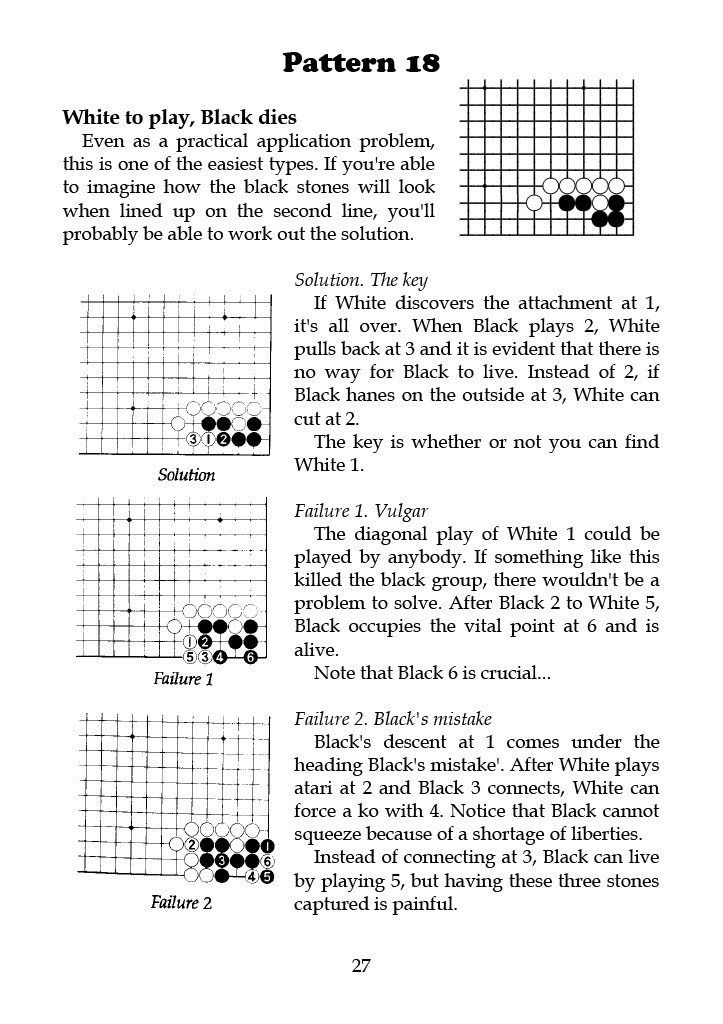 Pattern 18
White to play, Black dies
Even as a practical application problem,
this is one of the easiest types. If you're able
to imagine how the black stones will look
when lined up on the second line, you'll
probably be able to work out the solution.
Solution. The key
If White discovers the attachment at 1,
it's all over. When Black plays 2, White
pulls back at 3 and it is evident that there is
no way for Black to live. Instead of 2, if
Black hanes on the outside at 3, White can
cut at 2.
The key is whether or not you can find
White 1.
3 1 2
Solution
Failure 1. Vulgar
The diagonal play of White 1 could be
played by anybody. If something like this
killed the black group, there wouldn't be a
problem to solve. After Black 2 to White 5,
Black occupies the vital point at 6 and is
alive.
Note that Black 6 is crucial...
1 2
5 3 4 6
Failure 1
Failure 2. Black's mistake
Black's descent at 1 comes under the
heading Black's mistake'. After White plays
atari at 2 and Black 3 connects, White can
force a ko with 4. Notice that Black cannot
squeeze because of a shortage of liberties.
Instead of connecting at 3, Black can live
by playing 5, but having these three stones
captured is painful.
2 1
3 6
4 5
Failure 2
27